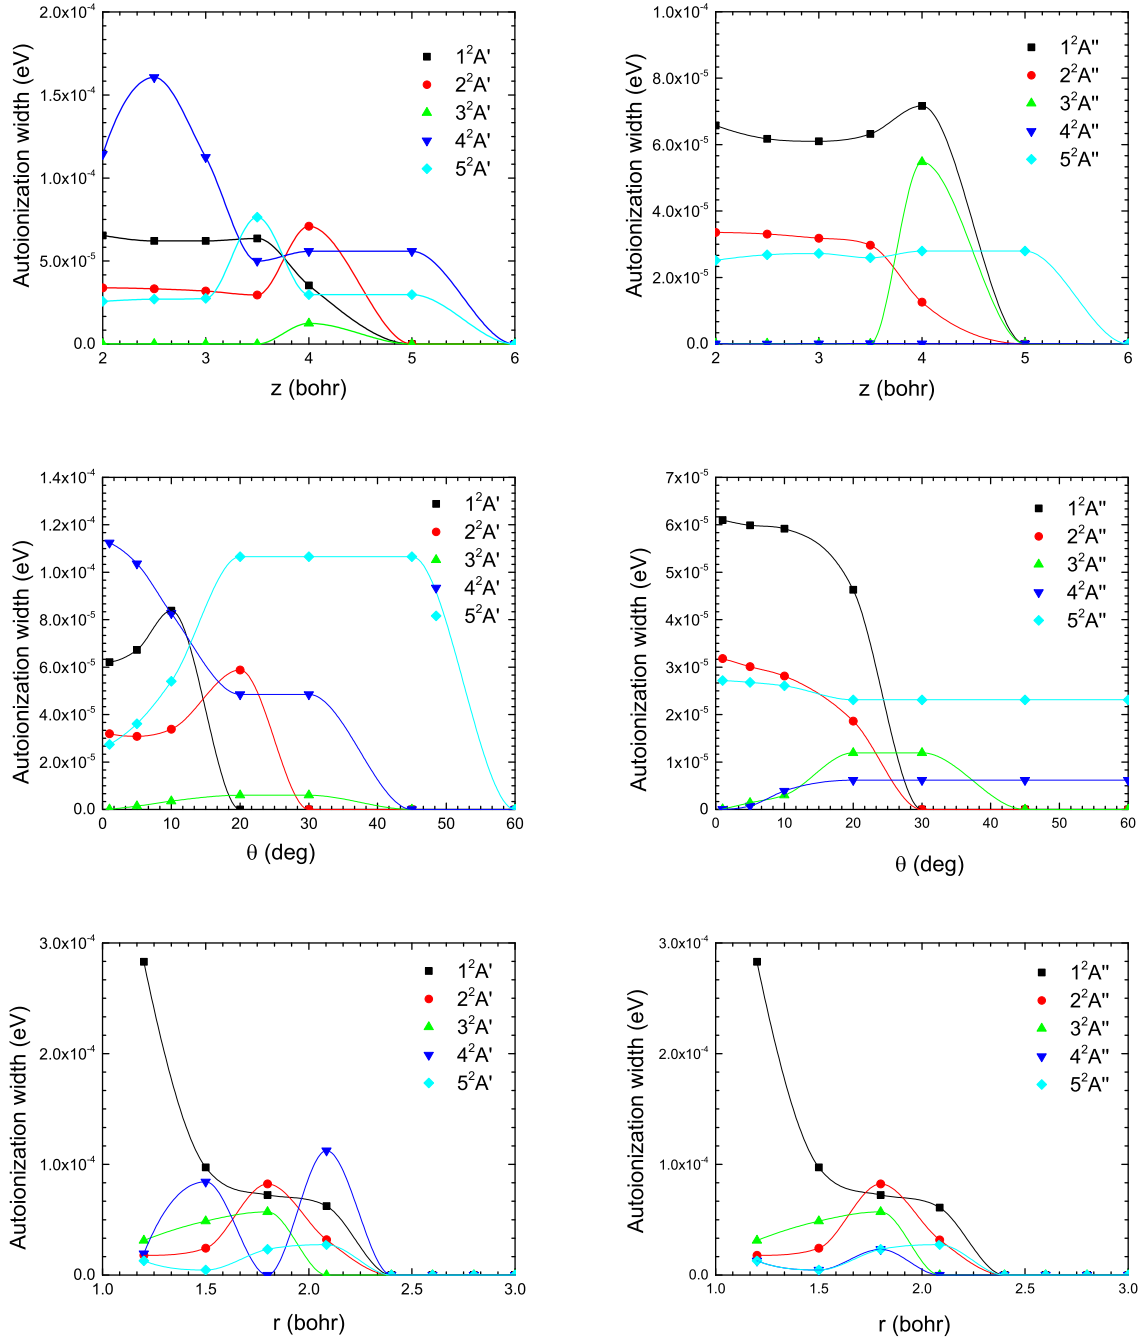 Autoionization width (eV)
2.0x10⁻⁴
1.5x10⁻⁴
1.0x10⁻⁴
5.0x10⁻⁵
0.0
1²A'
2²A'
3²A'
4²A'
5²A'
2 3 4 5 6
z (bohr)
Autoionization width (eV)
1.0x10⁻⁴
8.0x10⁻⁵
6.0x10⁻⁵
4.0x10⁻⁵
2.0x10⁻⁵
0.0
1²A''
2²A''
3²A''
4²A''
5²A''
2 3 4 5 6
z (bohr)
Autoionization width (eV)
1.4x10⁻⁴
1.2x10⁻⁴
1.0x10⁻⁴
8.0x10⁻⁵
6.0x10⁻⁵
4.0x10⁻⁵
2.0x10⁻⁵
0.0
1²A'
2²A'
3²A'
4²A'
5²A'
0 10 20 30 40 50 60
θ (deg)
Autoionization width (eV)
7x10⁻⁵
6x10⁻⁵
5x10⁻⁵
4x10⁻⁵
3x10⁻⁵
2x10⁻⁵
1x10⁻⁵
0
1²A''
2²A''
3²A''
4²A''
5²A''
0 10 20 30 40 50 60
θ (deg)
Autoionization width (eV)
3.0x10⁻⁴
2.0x10⁻⁴
1.0x10⁻⁴
0.0
1²A'
2²A'
3²A'
4²A'
5²A'
1.0 1.5 2.0 2.5 3.0
r (bohr)
Autoionization width (eV)
3.0x10⁻⁴
2.0x10⁻⁴
1.0x10⁻⁴
0.0
1²A''
2²A''
3²A''
4²A''
5²A''
1.0 1.5 2.0 2.5 3.0
r (bohr)